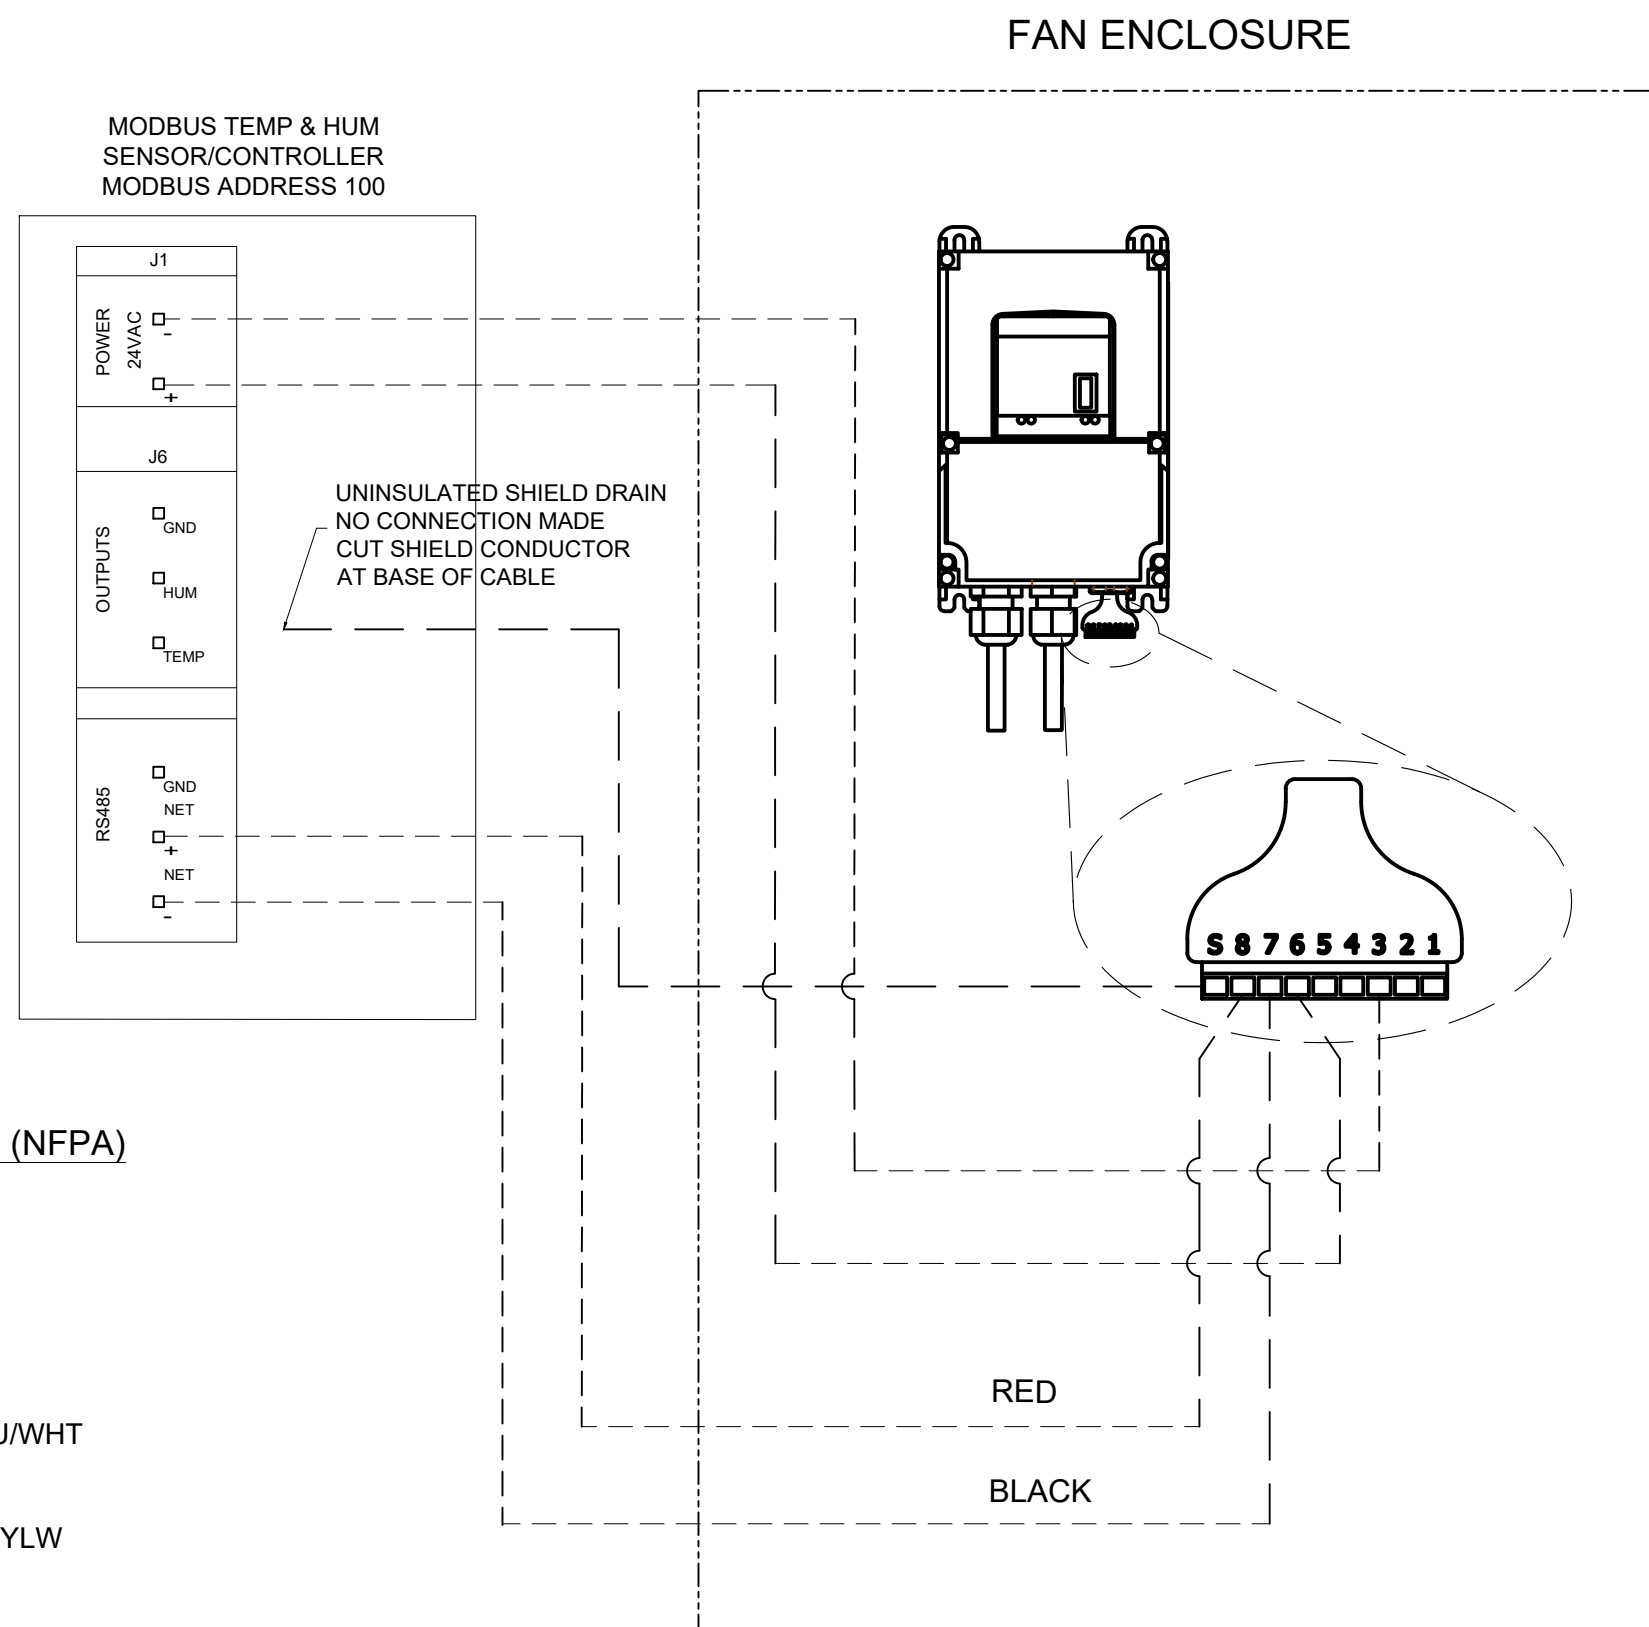 FAN ENCLOSURE
MODBUS TEMP & HUM
SENSOR/CONTROLLER
MODBUS ADDRESS 100
J1
POWER
24VAC
-
+
J6
OUTPUTS
GND
HUM
TEMP
UNINSULATED SHIELD DRAIN
NO CONNECTION MADE
CUT SHIELD CONDUCTOR
AT BASE OF CABLE
RS485
GND
NET
+
NET
-
S 8 7 6 5 4 3 2 1
(NFPA)
RED
/WHT
BLACK
YLW